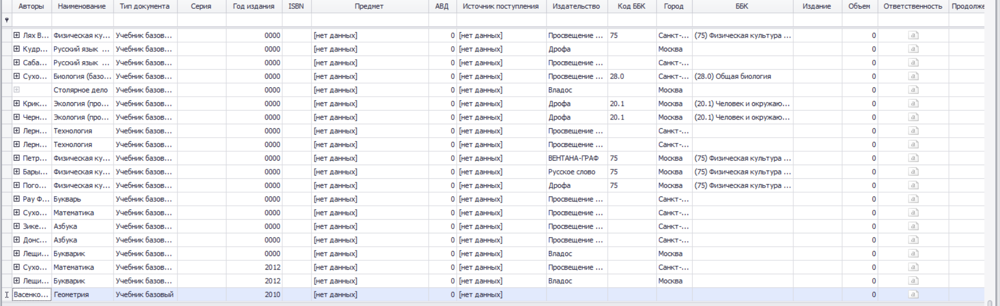 Авторы Наименование Тип документа Серия Год издания ISBN Предмет АВД Источник поступления Издательство Код ББК Город ББК Издание Объем Ответственность Продолже
Лях В... Физическая ку... Учебник базов... 0000 [нет данных] 0 [нет данных] Просвещение ... 75 Санкт-... (75) Физическая культура ... 0 a
Кудр... Русский язык ... Учебник базов... 0000 [нет данных] 0 [нет данных] Дрофа Москва 0 a
Саба... Русский язык ... Учебник базов... 0000 [нет данных] 0 [нет данных] Просвещение ... Санкт-... 0 a
Сухо... Биология (базо... Учебник базов... 0000 [нет данных] 0 [нет данных] Просвещение ... 28.0 Санкт-... (28.0) Общая биология 0 a
Столярное дело Учебник базов... 0000 [нет данных] 0 [нет данных] Владос Москва 0 a
Крик... Экология (про... Учебник базов... 0000 [нет данных] 0 [нет данных] Дрофа 20.1 Москва (20.1) Человек и окружаю... 0 a
Черн... Экология (про... Учебник базов... 0000 [нет данных] 0 [нет данных] Дрофа 20.1 Москва (20.1) Человек и окружаю... 0 a
Лерн... Технология Учебник базов... 0000 [нет данных] 0 [нет данных] Просвещение ... Санкт-... 0 a
Лерн... Технология Учебник базов... 0000 [нет данных] 0 [нет данных] Просвещение ... Санкт-... 0 a
Петр... Физическая ку... Учебник базов... 0000 [нет данных] 0 [нет данных] ВЕНТАНА-ГРАФ 75 Москва (75) Физическая культура ... 0 a
Бары... Физическая ку... Учебник базов... 0000 [нет данных] 0 [нет данных] Русское слово 75 Москва (75) Физическая культура ... 0 a
Пого... Физическая ку... Учебник базов... 0000 [нет данных] 0 [нет данных] Дрофа 75 Москва (75) Физическая культура ... 0 a
Рау Ф... Букварь Учебник базов... 0000 [нет данных] 0 [нет данных] Просвещение ... Санкт-... 0 a
Сухо... Математика Учебник базов... 0000 [нет данных] 0 [нет данных] Просвещение ... Санкт-... 0 a
Зике... Азбука Учебник базов... 0000 [нет данных] 0 [нет данных] Просвещение ... Санкт-... 0 a
Донс... Азбука Учебник базов... 0000 [нет данных] 0 [нет данных] Просвещение ... Санкт-... 0 a
Лещи... Букварик Учебник базов... 0000 [нет данных] 0 [нет данных] Владос Москва 0 a
Сухо... Математика Учебник базов... 2012 [нет данных] 0 [нет данных] Просвещение ... Санкт-... 0 a
Лещи... Букварик Учебник базов... 2012 [нет данных] 0 [нет данных] Владос Москва 0 a
Васенко... Геометрия Учебник базовый 2010 [нет данных] 0 [нет данных] 0 a